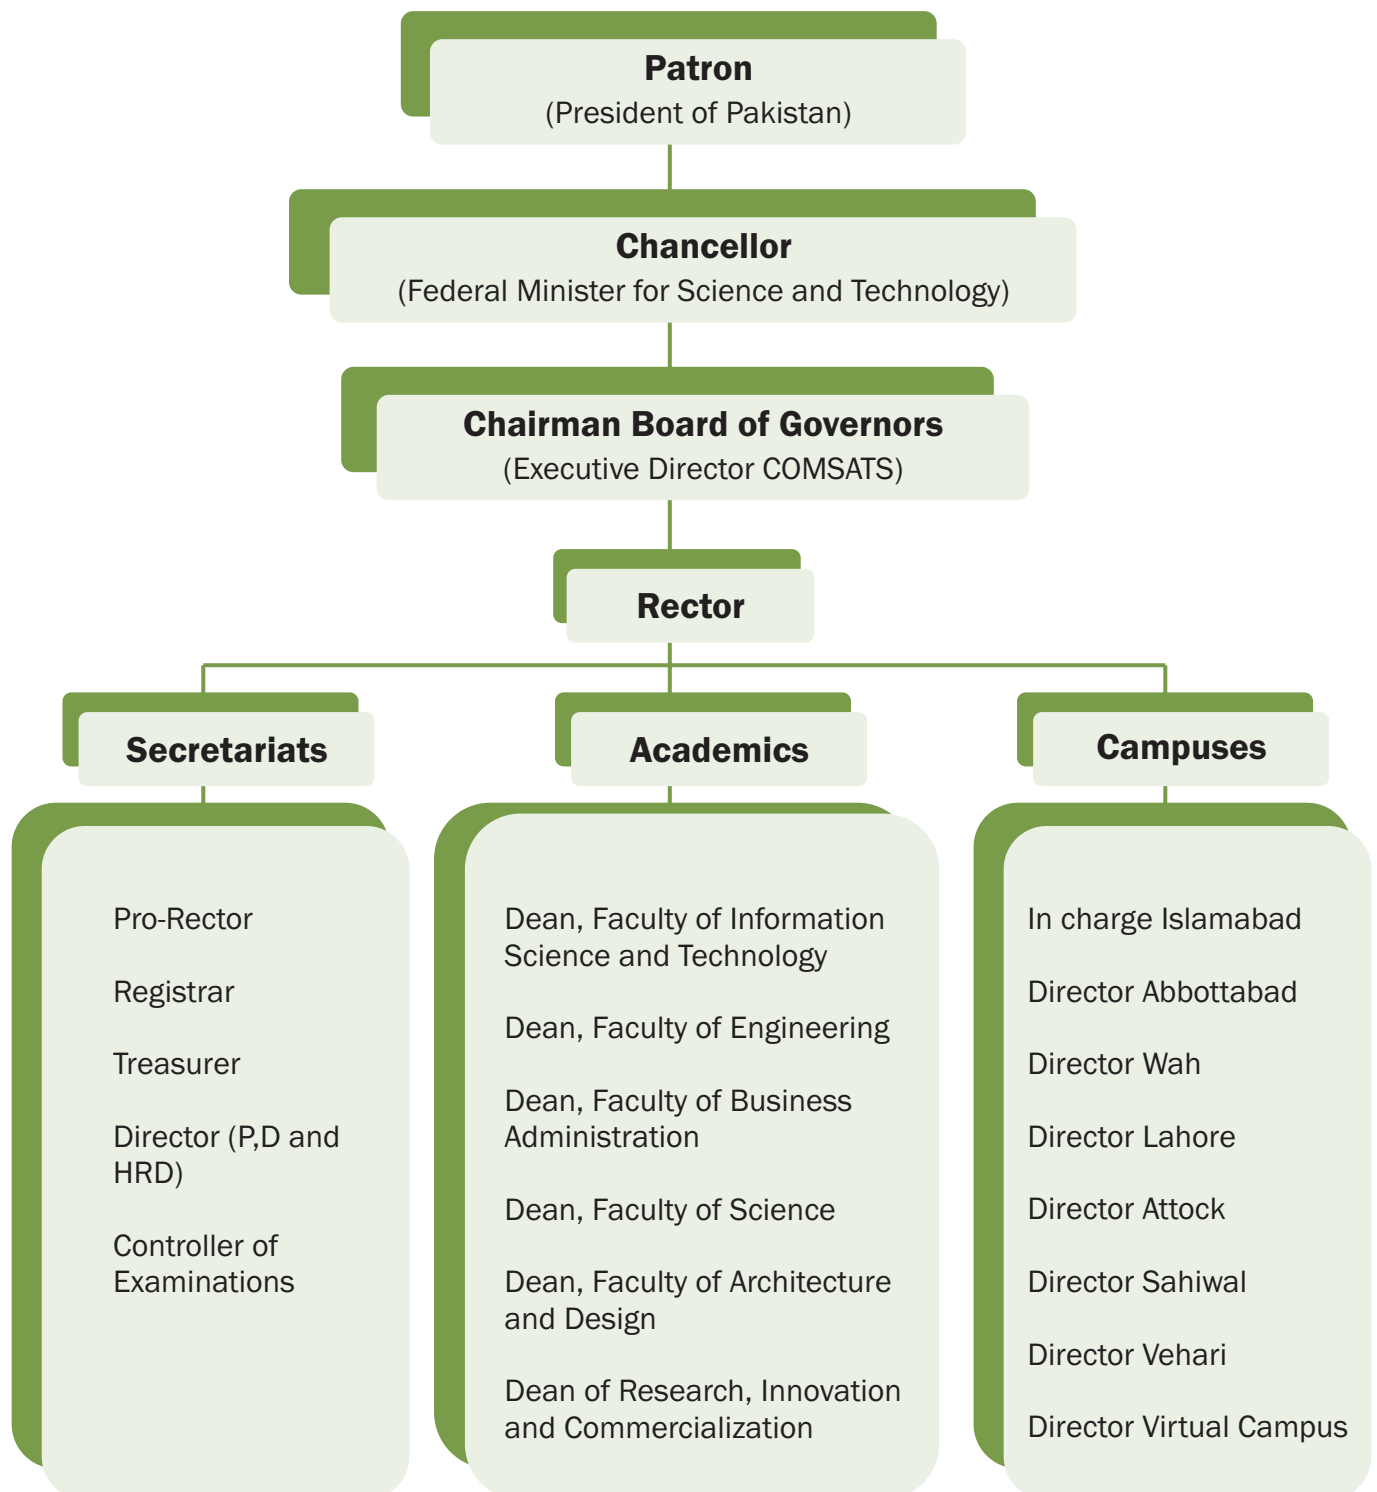 Patron
(President of Pakistan)
Chancellor
(Federal Minister for Science and Technology)
Chairman Board of Governors
(Executive Director COMSATS)
Rector
Secretariats
Pro-Rector
Registrar
Treasurer
Director (P,D and
HRD)
Controller of
Examinations
Academics
Dean, Faculty of Information
Science and Technology
Dean, Faculty of Engineering
Dean, Faculty of Business
Administration
Dean, Faculty of Science
Dean, Faculty of Architecture
and Design
Dean of Research, Innovation
and Commercialization
Campuses
In charge Islamabad
Director Abbottabad
Director Wah
Director Lahore
Director Attock
Director Sahiwal
Director Vehari
Director Virtual Campus